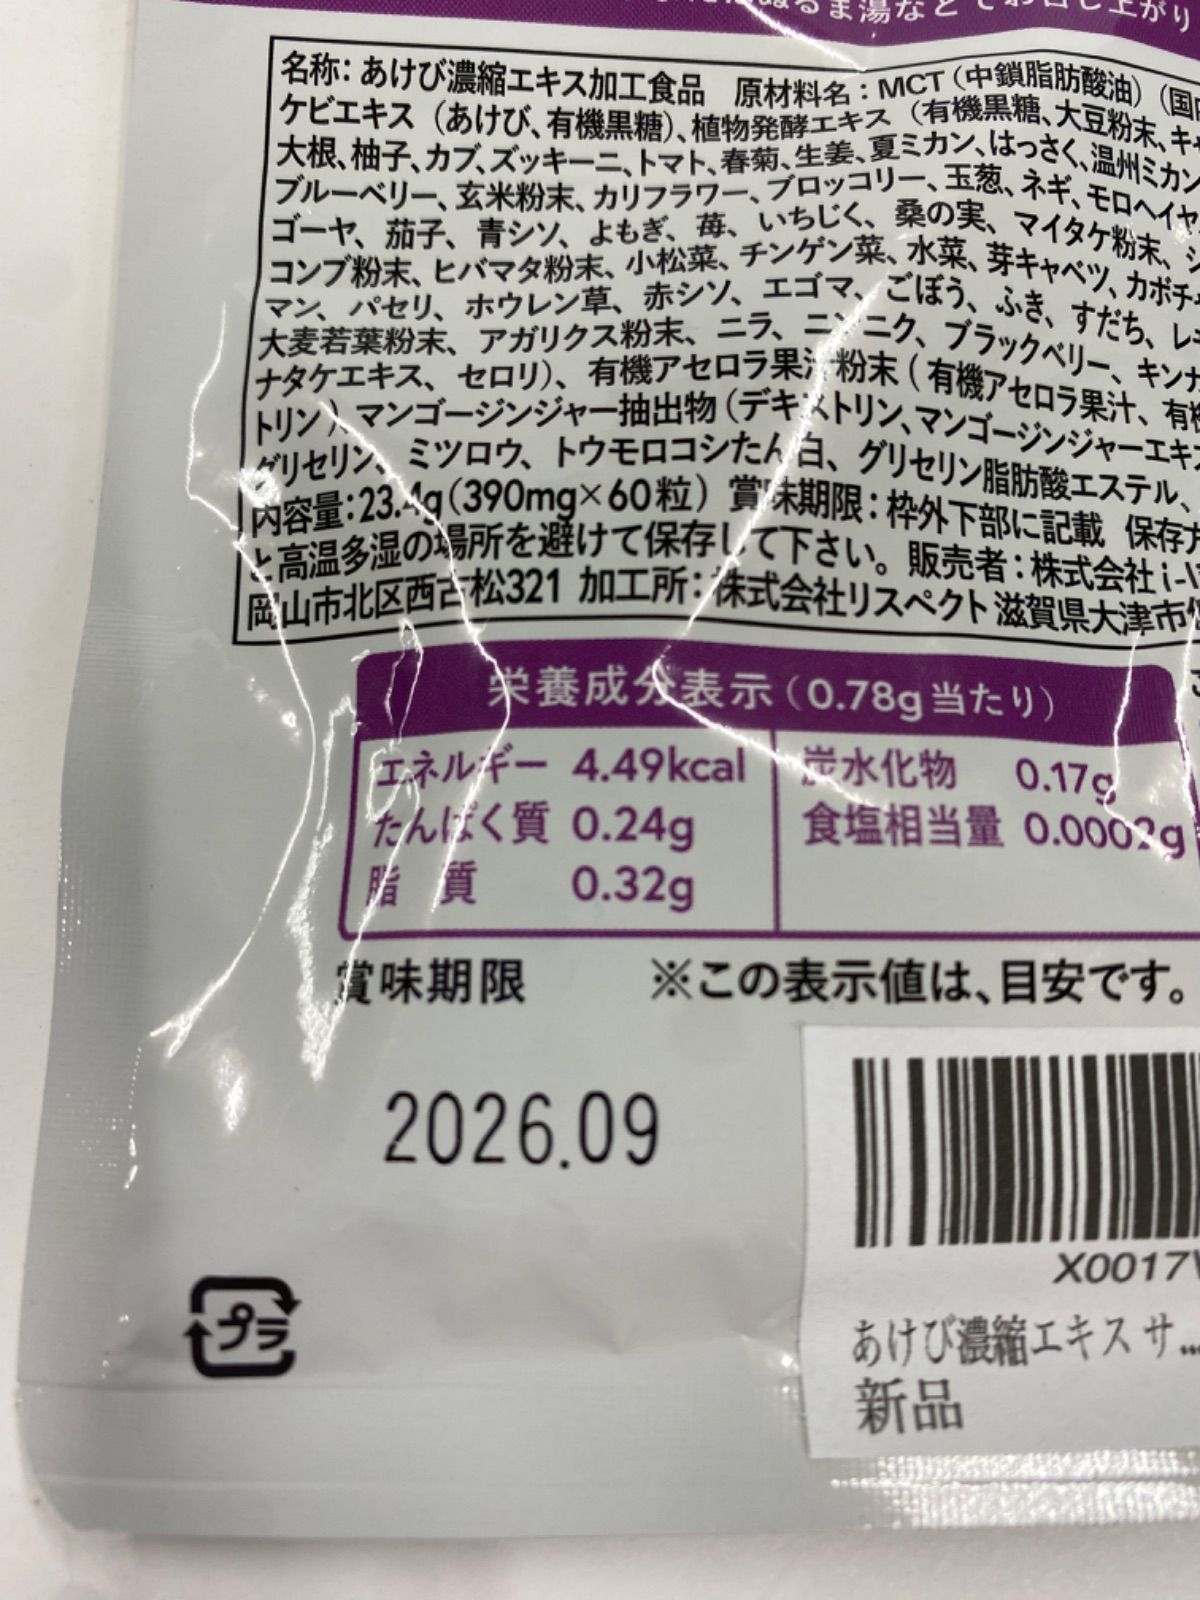 るま湯などでお召し上がり
名称：あけび濃縮エキス加工食品 原材料名：MCT（中鎖脂肪酸油）（国
ケビエキス（あけび、有機黒糖）、植物発酵エキス（有機黒糖、大豆粉末、キャ
大根、柚子、カブ、ズッキーニ、トマト、春菊、生姜、夏ミカン、はっさく、温州ミカン
ブルーベリー、玄米粉末、カリフラワー、ブロッコリー、玉葱、ネギ、モロヘイヤ
ゴーヤ、茄子、青シソ、よもぎ、苺、いちじく、桑の実、マイタケ粉末、シ
コンブ粉末、ヒバマタ粉末、小松菜、チンゲン菜、水菜、芽キャベツ、カボチャ
マン、パセリ、ホウレン草、赤シソ、エゴマ、ごぼう、ふき、すだち、レ
大麦若葉粉末、アガリクス粉末、ニラ、ニンニク、ブラックベリー、キンナ
ナタケエキス、セロリ）、有機アセロラ果汁粉末（有機アセロラ果汁、有機
トリン）、マンゴージンジャー抽出物（デキストリン、マンゴージンジャーエキス
グリセリン、ミツロウ、トウモロコシたん白、グリセリン脂肪酸エステル、
内容量：23.4g（390mg×60粒） 賞味期限：枠外下部に記載 保存方
と高温多湿の場所を避けて保存して下さい。販売者：株式会社i-
岡山市北区西古松321 加工所：株式会社リスペクト 滋賀県大津市
栄養成分表示（0.78g当たり）
エネルギー 4.49kcal 炭水化物 0.17g
たんぱく質 0.24g 食塩相当量 0.0002g
脂質 0.32g
賞味期限 ※この表示値は、目安です。
2026.09
X0017
プラ
あけび濃縮エキス サ...
新品